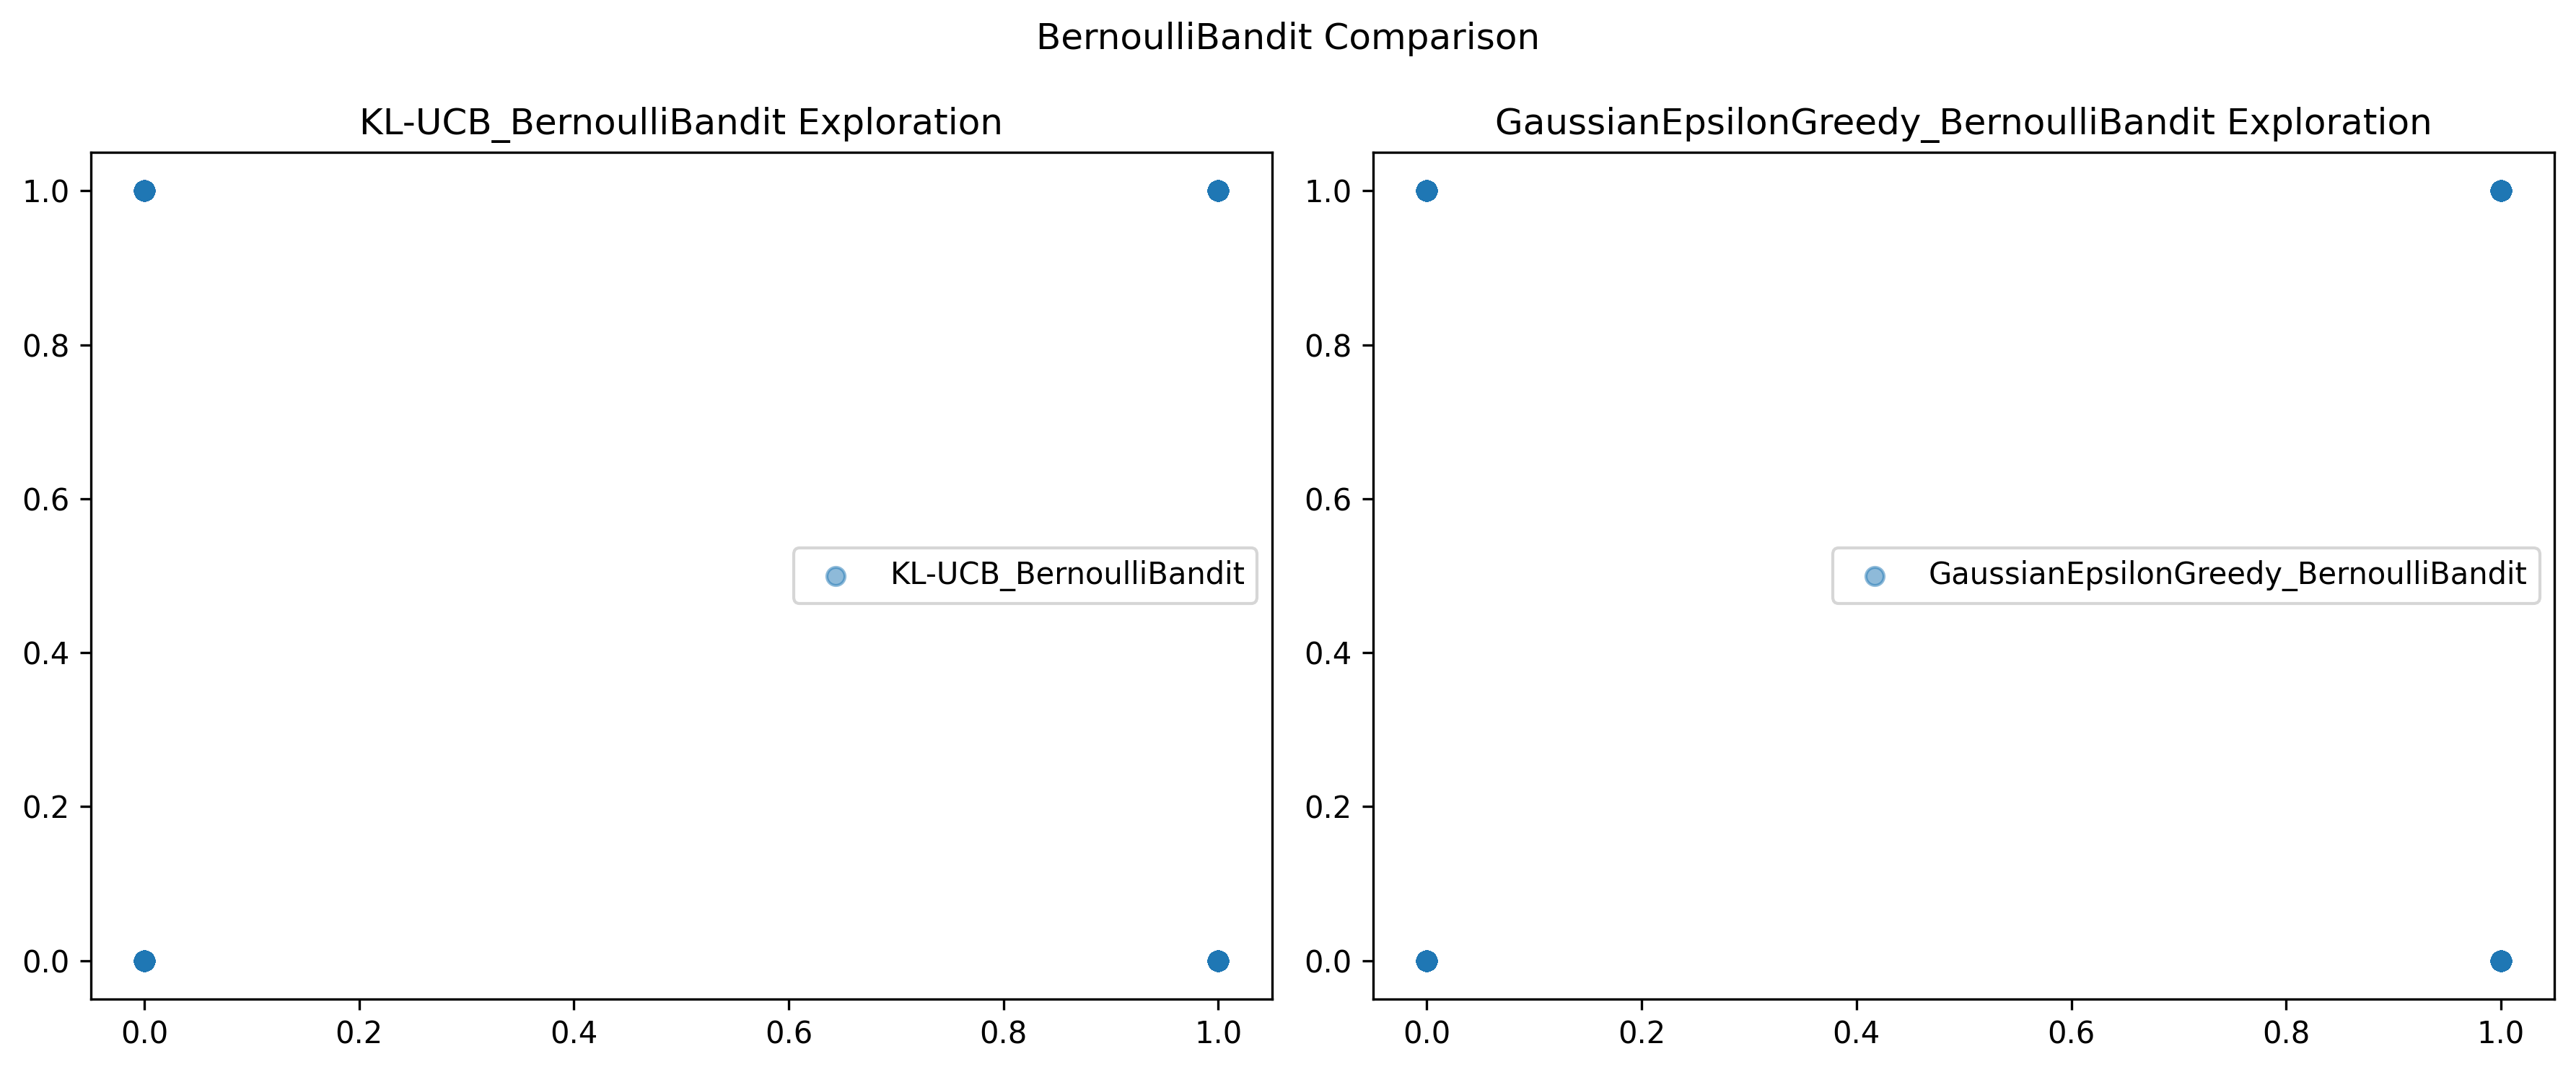 BernoulliBandit Comparison
KL-UCB_BernoulliBandit Exploration
1.0
0.8
0.6
0.4
0.2
0.0
0.0 0.2 0.4 0.6 0.8 1.0
KL-UCB_BernoulliBandit
GaussianEpsilonGreedy_BernoulliBandit Exploration
1.0
0.8
0.6
0.4
0.2
0.0
0.0 0.2 0.4 0.6 0.8 1.0
GaussianEpsilonGreedy_BernoulliBandit